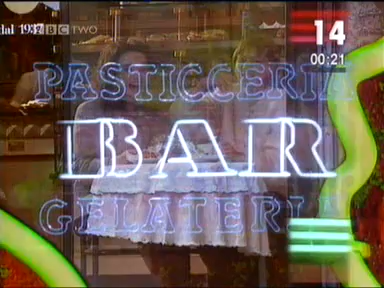 dal 1932
BBC TWO
14
00:21
PASTICCERIA
BAR
GELATERIA